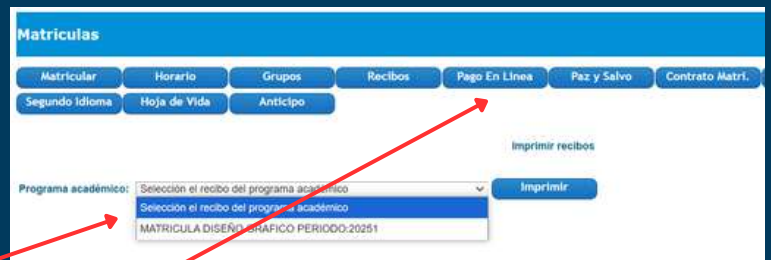 Matriculas
Matricular Horario Grupos Recibos Pago En Linea Paz y Salvo Contrato Matri.
Segundo Idioma Hoja de Vida Anticipo
Imprimir recibos
Programa académico: Selección el recibo del programa académico Imprimir
Selección el recibo del programa académico
MATRICULA DISEÑO GRAFICO PERIODO:20251